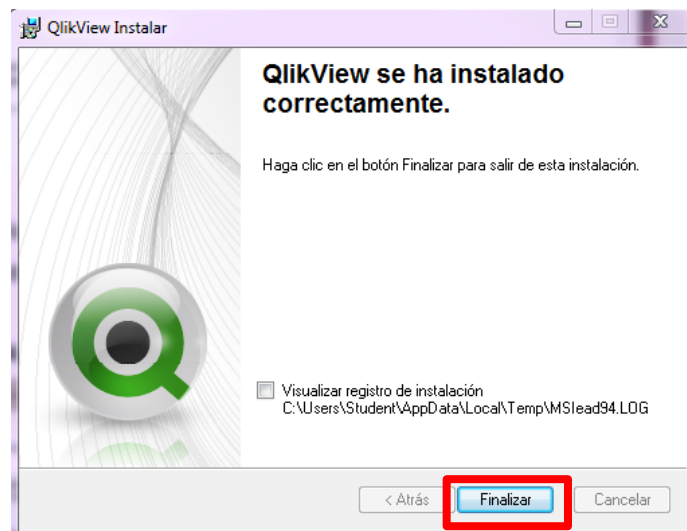 QlikView Instalar
QlikView se ha instalado
correctamente.
Haga clic en el botón Finalizar para salir de esta instalación.
Visualizar registro de instalación
C:\Users\Student\AppData\Local\Temp\MSIead94.LOG
< Atrás
Finalizar
Cancelar